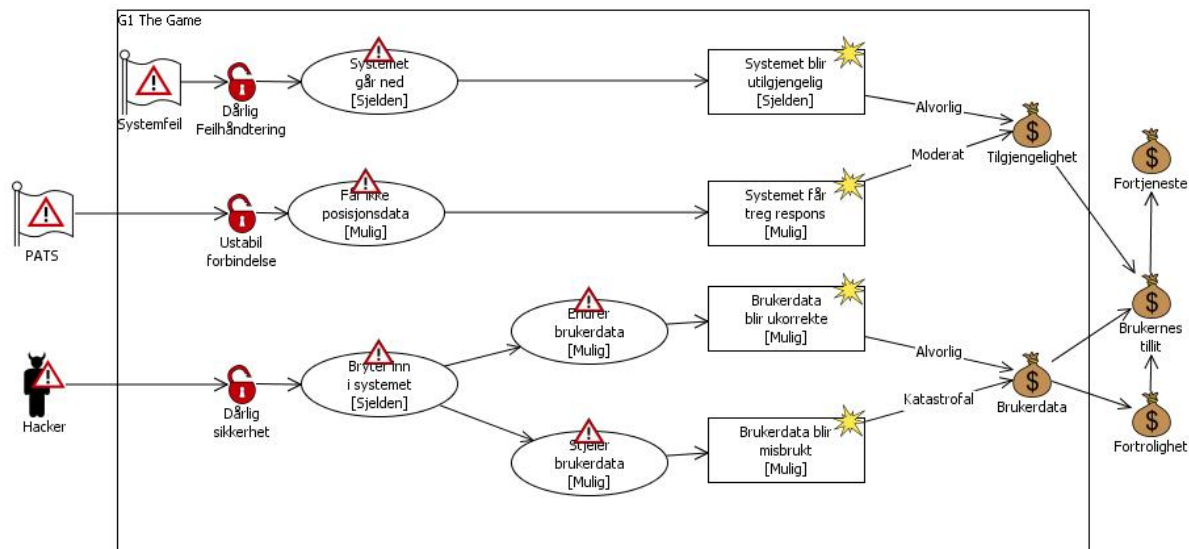 G1 The Game
Systemfeil
Dårlig
Feilhåndtering
Systemet
går ned
[Sjelden]
Systemet blir
utilgjengelig
[Sjelden]
Alvorlig
Tilgjengelighet
PATS
Ustabil
forbindelse
Får ikke
posisjonsdata
[Mulig]
Systemet får
treg respons
[Mulig]
Moderat
Fortjeneste
Hacker
Dårlig
sikkerhet
Bryter inn
i systemet
[Sjelden]
Endrer
brukerdata
[Mulig]
Brukerdata
blir ukorrekte
[Mulig]
Alvorlig
Brukernes
tillit
Stjeler
brukerdata
[Mulig]
Brukerdata blir
misbrukt
[Mulig]
Katastrofal
Brukerdata
Fortrolighet